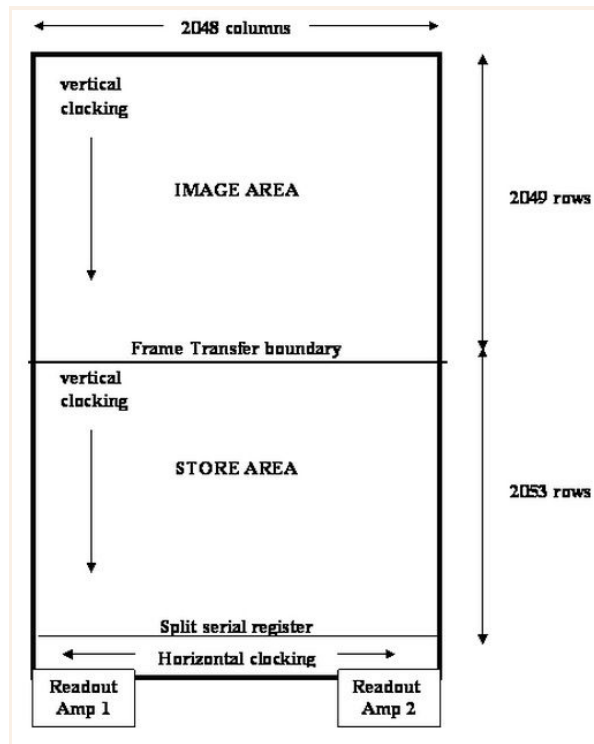 2048 columns
vertical
clocking
IMAGE AREA
2049 rows
Frame Transfer boundary
vertical
clocking
STORE AREA
2053 rows
Split serial register
Horizontal clocking
Readout
Amp 1
Readout
Amp 2